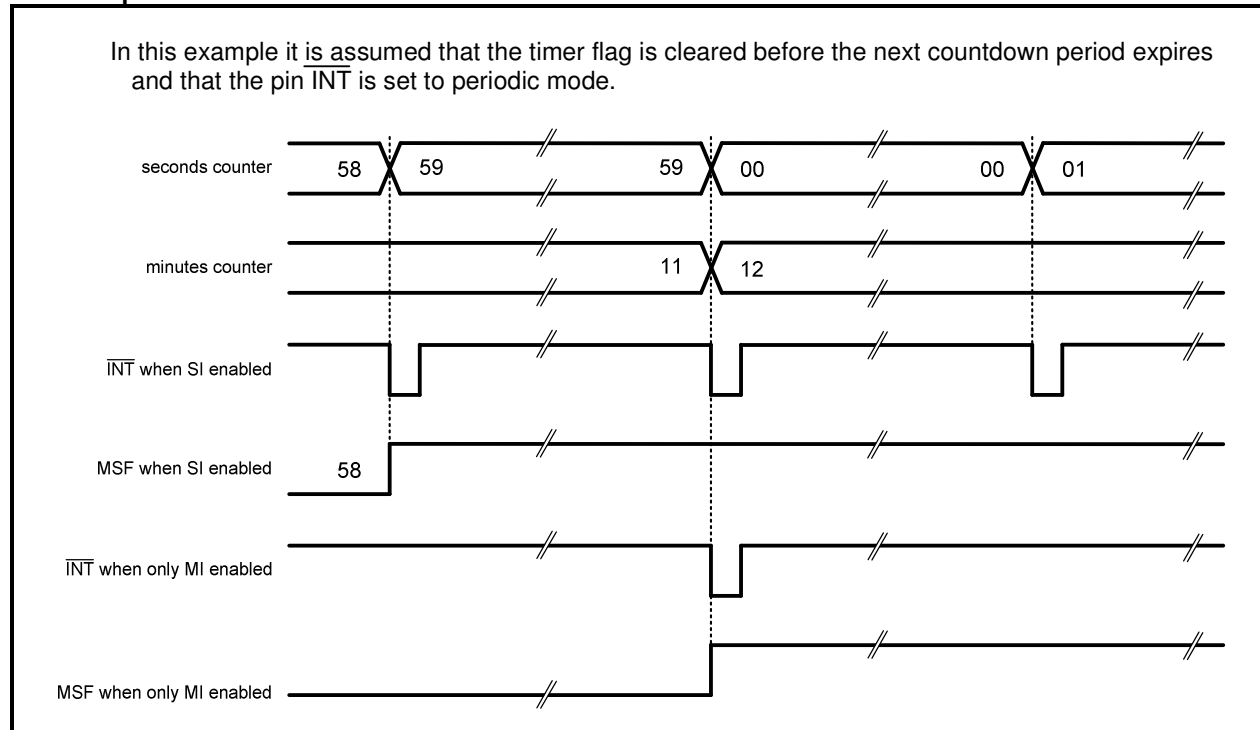 In this example it is assumed that the timer flag is cleared before the next countdown period expires
and that the pin INT is set to periodic mode.
seconds counter 58 59 59 00 00 01
minutes counter 11 12
INT when SI enabled
MSF when SI enabled 58
INT when only MI enabled
MSF when only MI enabled